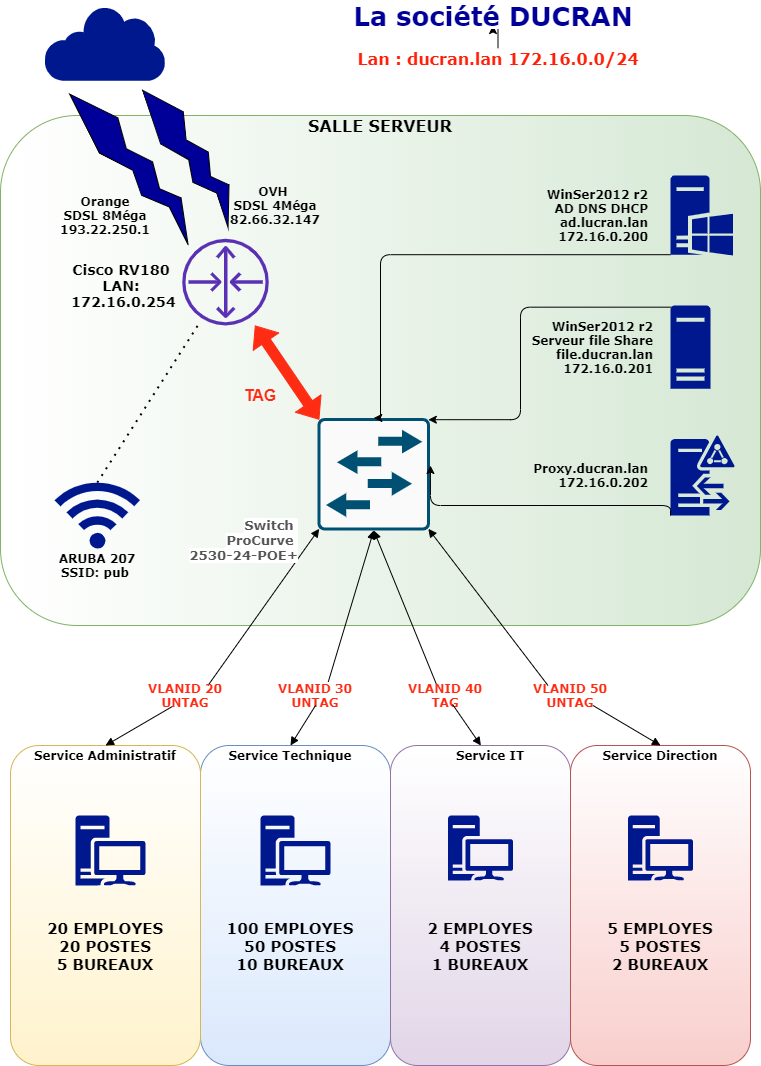 La société DUCRAN
Lan : ducran.lan 172.16.0.0/24
SALLE SERVEUR
Orange
SDSL 8Méga
193.22.250.1
OVH
SDSL 4Méga
82.66.32.147
WinSer2012 r2
AD DNS DHCP
ad.lucran.lan
172.16.0.200
Cisco RV180
LAN:
172.16.0.254
WinSer2012 r2
Serveur file Share
file.ducran.lan
172.16.0.201
TAG
Proxy.ducran.lan
172.16.0.202
Switch
ProCurve
2530-24-POE+
ARUBA 207
SSID: pub
VLANID 20
UNTAG
VLANID 30
UNTAG
VLANID 40
TAG
VLANID 50
UNTAG
Service Administratif
20 EMPLOYES
20 POSTES
5 BUREAUX
Service Technique
100 EMPLOYES
50 POSTES
10 BUREAUX
Service IT
2 EMPLOYES
4 POSTES
1 BUREAUX
Service Direction
5 EMPLOYES
5 POSTES
2 BUREAUX